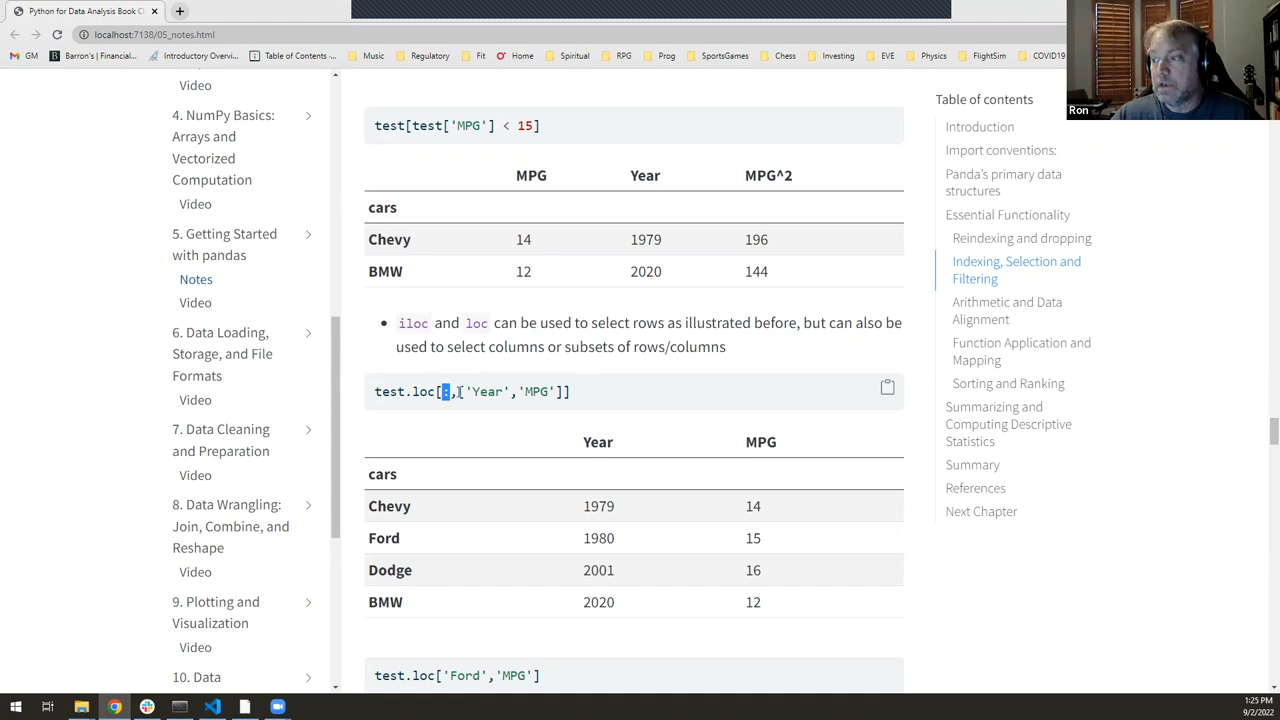 Python for Data Analysis Book Cl
localhost:7138/05_notes.html
GM
Barron's | Financial...
Introductory Overvi...
Table of Contents ...
Music
Fit
Home
RPG
SportsGames
Chess
EVE
Physics
FlightSim
COVID19
Ron
Video
4. NumPy Basics:
Arrays and
Vectorized
Computation
Video
5. Getting Started
with pandas
Notes
Video
6. Data Loading,
Storage, and File
Formats
Video
7. Data Cleaning
and Preparation
Video
8. Data Wrangling:
Join, Combine, and
Reshape
Video
9. Plotting and
Visualization
Video
10. Data
test[test['MPG'] < 15]
MPG Year MPG^2
cars
Chevy 14 1979 196
BMW 12 2020 144
• iloc and loc can be used to select rows as illustrated before, but can also be
used to select columns or subsets of rows/columns
test.loc[:,['Year','MPG']]
Year MPG
cars
Chevy 1979 14
Ford 1980 15
Dodge 2001 16
BMW 2020 12
test.loc['Ford','MPG']
Table of contents
Introduction
Import conventions:
Panda's primary data
structures
Essential Functionality
Reindexing and dropping
Indexing, Selection and
Filtering
Arithmetic and Data
Alignment
Function Application and
Mapping
Sorting and Ranking
Summarizing and
Computing Descriptive
Statistics
Summary
References
Next Chapter
1:25 PM
9/2/2022